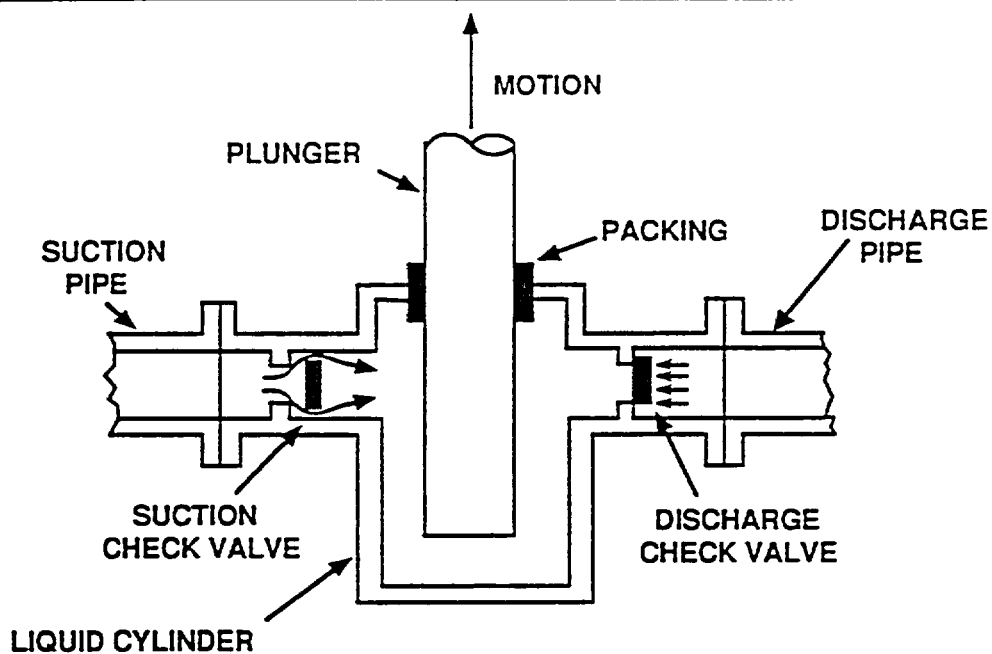 MOTION
PLUNGER
PACKING
DISCHARGE
PIPE
SUCTION
PIPE
SUCTION
CHECK VALVE
DISCHARGE
CHECK VALVE
LIQUID CYLINDER